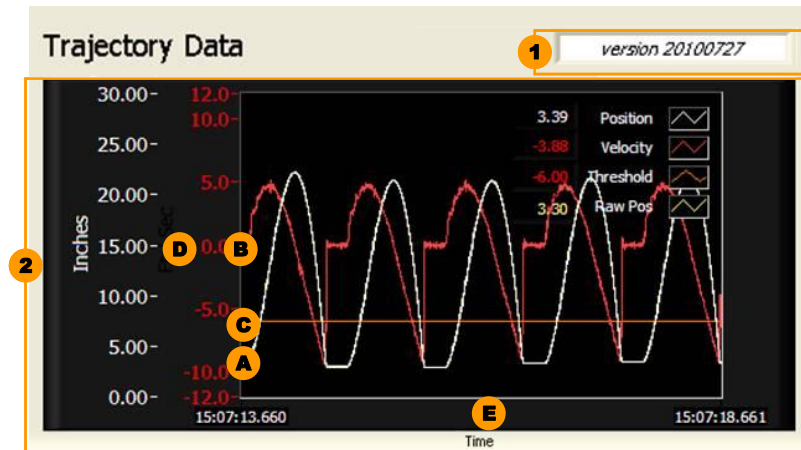 Trajectory Data
1
version 20100727
2
30.00
25.00
20.00
15.00
10.00
5.00
0.00
Inches
12.0
10.0
5.0
0.0
-5.0
-10.0
-12.0
D
B
C
A
3.39 Position
-3.88 Velocity
-6.00 Threshold
3.30 Raw Pos
E
15:07:13.660
15:07:18.661
Time